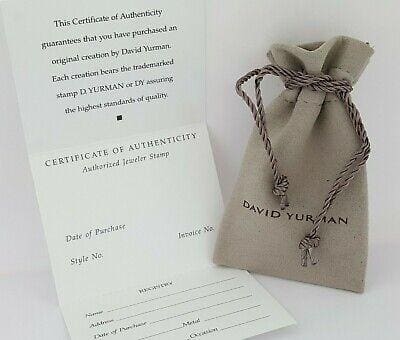 This Certificate of Authenticity
guarantees that you have purchased an
original creation by David Yurman.
Each creation bears the trademarked
stamp D. YURMAN or DY assuring
the highest standards of quality.
CERTIFICATE OF AUTHENTICITY
Authorized Jeweler Stamp
Date of Purchase Invoice No.
Style No.
REGISTRY
Name
Address
Date of Purchase Metal
Occasion
DAVID YURMAN